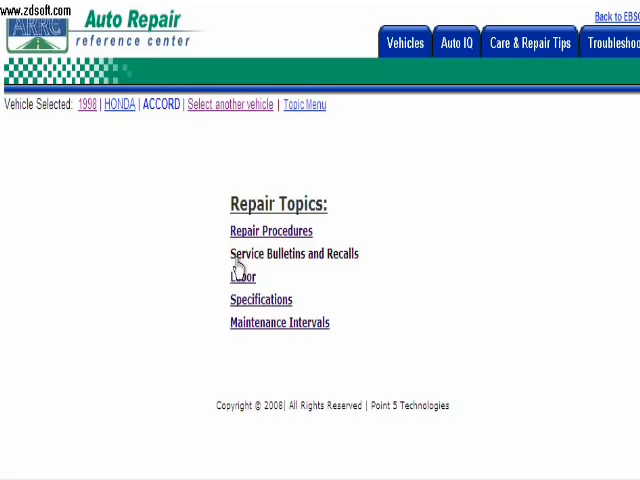 www.zdsoft.com
ARRC
Auto Repair
reference center
Back to EBSC
Vehicles
Auto IQ
Care & Repair Tips
Troubleshoo
Vehicle Selected: 1998 | HONDA | ACCORD | Select another vehicle | Topic Menu
Repair Topics:
Repair Procedures
Service Bulletins and Recalls
Labor
Specifications
Maintenance Intervals
Copyright © 2008| All Rights Reserved | Point 5 Technologies